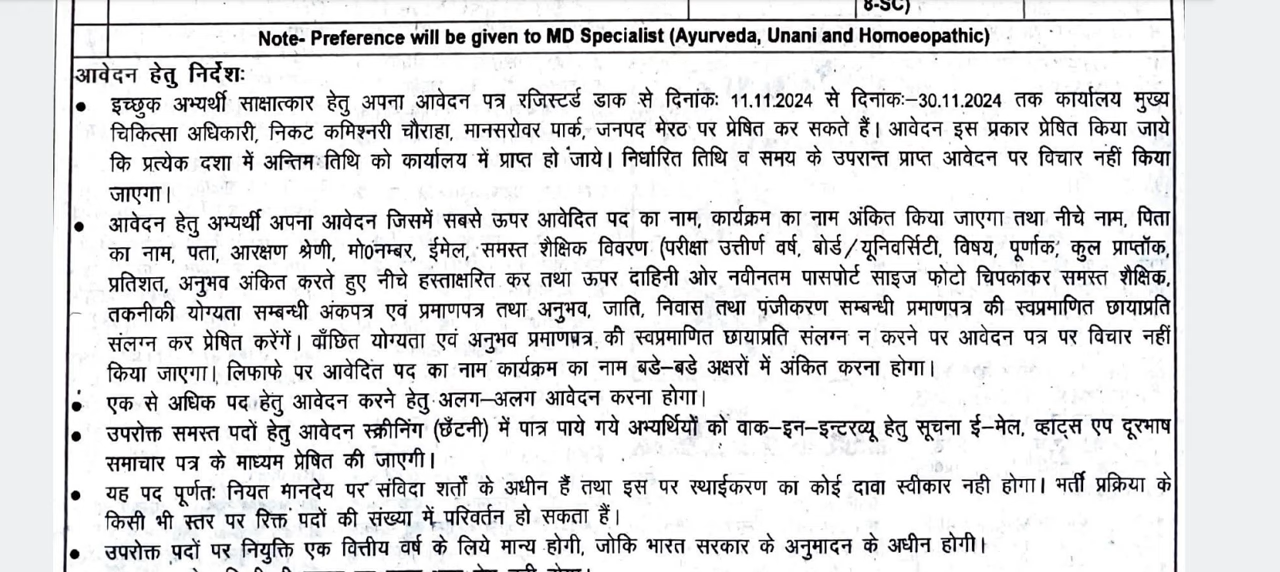 8-SC)
Note- Preference will be given to MD Specialist (Ayurveda, Unani and Homoeopathic)
आवेदन हेतु निर्देशः
• इच्छुक अभ्यर्थी साक्षात्कार हेतु अपना आवेदन पत्र रजिस्टर्ड डाक से दिनांकः 11.11.2024 से दिनांकः–30.11.2024 तक कार्यालय मुख्य
चिकित्सा अधिकारी, निकट कमिश्नरी चौराहा, मानसरोवर पार्क, जनपद मेरठ पर प्रेषित कर सकते हैं। आवेदन इस प्रकार प्रेषित किया जाये
कि प्रत्येक दशा में अन्तिम तिथि को कार्यालय में प्राप्त हो जाये। निर्धारित तिथि व समय के उपरान्त प्राप्त आवेदन पर विचार नहीं किया
जाएगा।
• आवेदन हेतु अभ्यर्थी अपना आवेदन जिसमें सबसे ऊपर आवेदित पद का नाम, कार्यक्रम का नाम अंकित किया जाएगा तथा नीचे नाम, पिता
का नाम, पता, आरक्षण श्रेणी, मो0नम्बर, ईमेल, समस्त शैक्षिक विवरण (परीक्षा उत्तीर्ण वर्ष, बोर्ड/यूनिवर्सिटी, विषय, पूर्णाक, कुल प्राप्तॉक,
प्रतिशत, अनुभव अंकित करते हुए नीचे हस्ताक्षरित कर तथा ऊपर दाहिनी ओर नवीनतम पासपोर्ट साइज फोटो चिपकाकर समस्त शैक्षिक,
तकनीकी योग्यता सम्बन्धी अंकपत्र एवं प्रमाणपत्र तथा अनुभव, जाति, निवास तथा पंजीकरण सम्बन्धी प्रमाणपत्र की स्वप्रमाणित छायाप्रति
संलग्न कर प्रेषित करेंगें। वाँछित योग्यता एवं अनुभव प्रमाणपत्र की स्वप्रमाणित छायाप्रति संलग्न न करने पर आवेदन पत्र पर विचार नहीं
किया जाएगा। लिफाफे पर आवेदित पद का नाम कार्यक्रम का नाम बडे–बडे अक्षरों में अंकित करना होगा।
• एक से अधिक पद हेतु आवेदन करने हेतु अलग–अलग आवेदन करना होगा।
• उपरोक्त समस्त पदों हेतु आवेदन स्क्रीनिंग (छँटनी) में पात्र पाये गये अभ्यर्थियों को वाक–इन–इन्टरव्यू हेतु सूचना ई–मेल, व्हॉट्स एप दूरभाष
समाचार पत्र के माध्यम प्रेषित की जाएगी।
• यह पद पूर्णतः नियत मानदेय पर संविदा शर्तो के अधीन हैं तथा इस पर स्थाईकरण का कोई दावा स्वीकार नही होगा। भर्ती प्रक्रिया के
किसी भी स्तर पर रिक्त पदों की संख्या में परिवर्तन हो सकता हैं।
• उपरोक्त पदों पर नियुक्ति एक वित्तीय वर्ष के लिये मान्य होगी, जोकि भारत सरकार के अनुमादन के अधीन होगी।